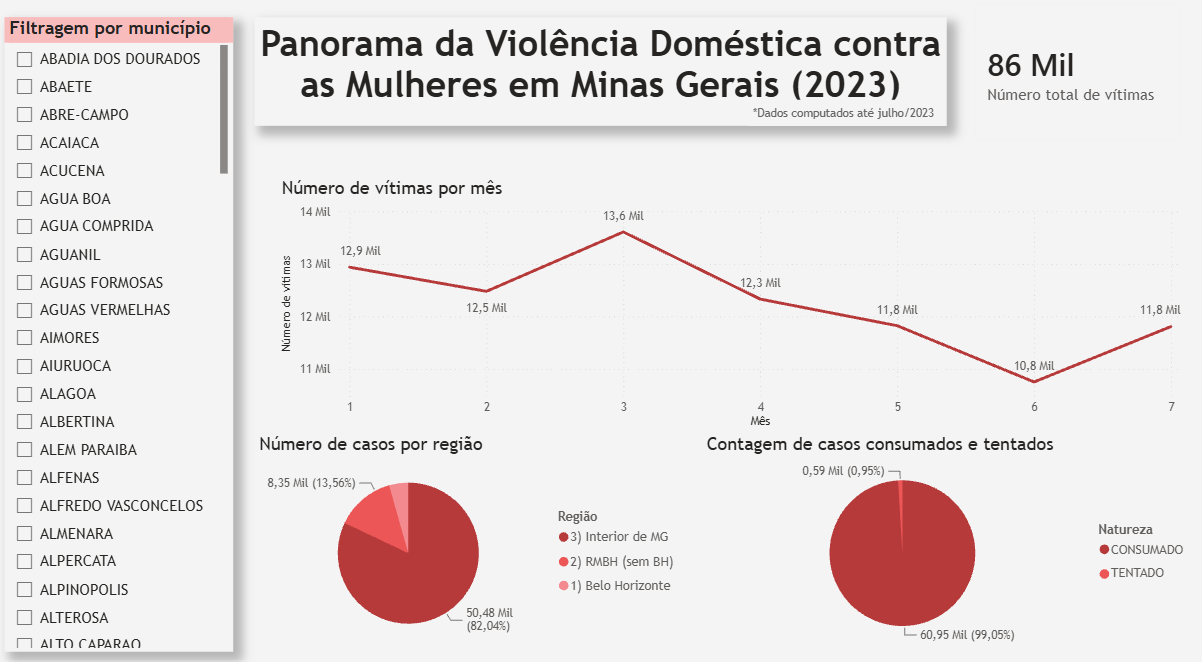 Filtragem por município
ABADIA DOS DOURADOS
ABAETE
ABRE-CAMPO
ACAIACA
ACUCENA
AGUA BOA
AGUA COMPRIDA
AGUANIL
AGUAS FORMOSAS
AGUAS VERMELHAS
AIMORES
AIURUOCA
ALAGOA
ALBERTINA
ALEM PARAIBA
ALFENAS
ALFREDO VASCONCELOS
ALMENARA
ALPERCATA
ALPINOPOLIS
ALTEROSA
ALTO CAPARAO
Panorama da Violência Doméstica contra
as Mulheres em Minas Gerais (2023)
*Dados computados até julho/2023
86 Mil
Número total de vítimas
Número de vítimas por mês
Número de vítimas
14 Mil
13 Mil
12 Mil
11 Mil
12,9 Mil
12,5 Mil
13,6 Mil
12,3 Mil
11,8 Mil
10,8 Mil
11,8 Mil
1 2 3 4 5 6 7
Mês
Número de casos por região
8,35 Mil (13,56%)
50,48 Mil
(82,04%)
Região
3) Interior de MG
2) RMBH (sem BH)
1) Belo Horizonte
Contagem de casos consumados e tentados
0,59 Mil (0,95%)
60,95 Mil (99,05%)
Natureza
CONSUMADO
TENTADO